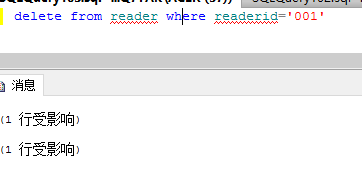 delete from reader where readerid='001'
消息
(1 行受影响)
(1 行受影响)